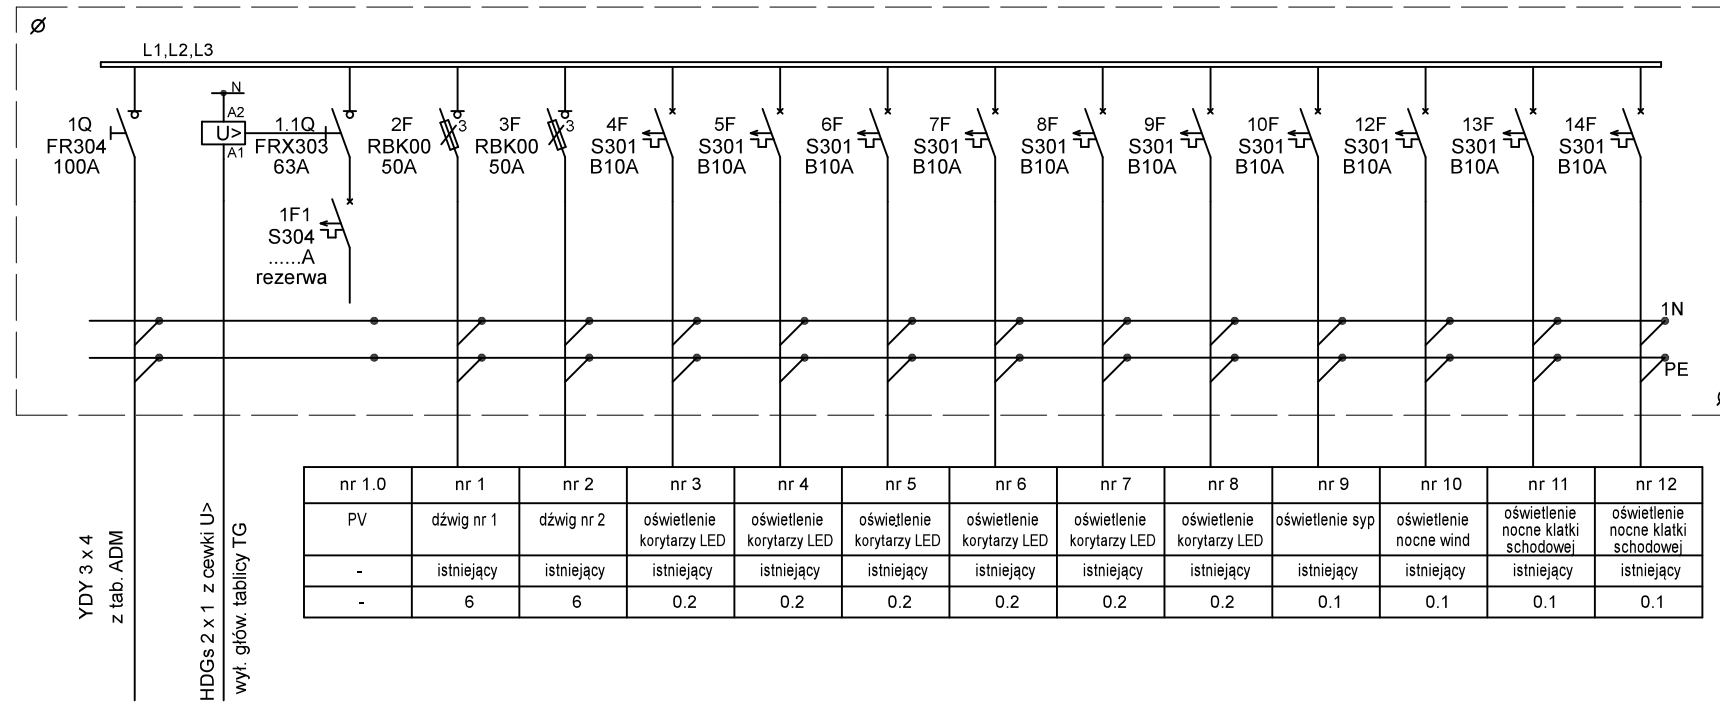 Ø
L1,L2,L3
N
A2
U>
A1
1Q
FR304
100A
1.1Q
FRX303
63A
1F1
S304
......A
rezerwa
2F
RBK00
50A
3
3F
RBK00
50A
3
4F
S301
B10A
5F
S301
B10A
6F
S301
B10A
7F
S301
B10A
8F
S301
B10A
9F
S301
B10A
10F
S301
B10A
12F
S301
B10A
13F
S301
B10A
14F
S301
B10A
1N
PE
YDY 3 x 4
z tab. ADM
HDGs 2 x 1 z cewki U>
wył. głów. tablicy TG
nr 1.0 nr 1 nr 2 nr 3 nr 4 nr 5 nr 6 nr 7 nr 8 nr 9 nr 10 nr 11 nr 12
PV
dźwig nr 1
dźwig nr 2
oświetlenie
korytarzy LED
oświetlenie
korytarzy LED
oświetlenie
korytarzy LED
oświetlenie
korytarzy LED
oświetlenie
korytarzy LED
oświetlenie
korytarzy LED
oświetlenie syp
oświetlenie
nocne wind
oświetlenie
nocne klatki
schodowej
oświetlenie
nocne klatki
schodowej
- istniejący istniejący istniejący istniejący istniejący istniejący istniejący istniejący istniejący istniejący istniejący istniejący
- 6 6 0.2 0.2 0.2 0.2 0.2 0.2 0.1 0.1 0.1 0.1